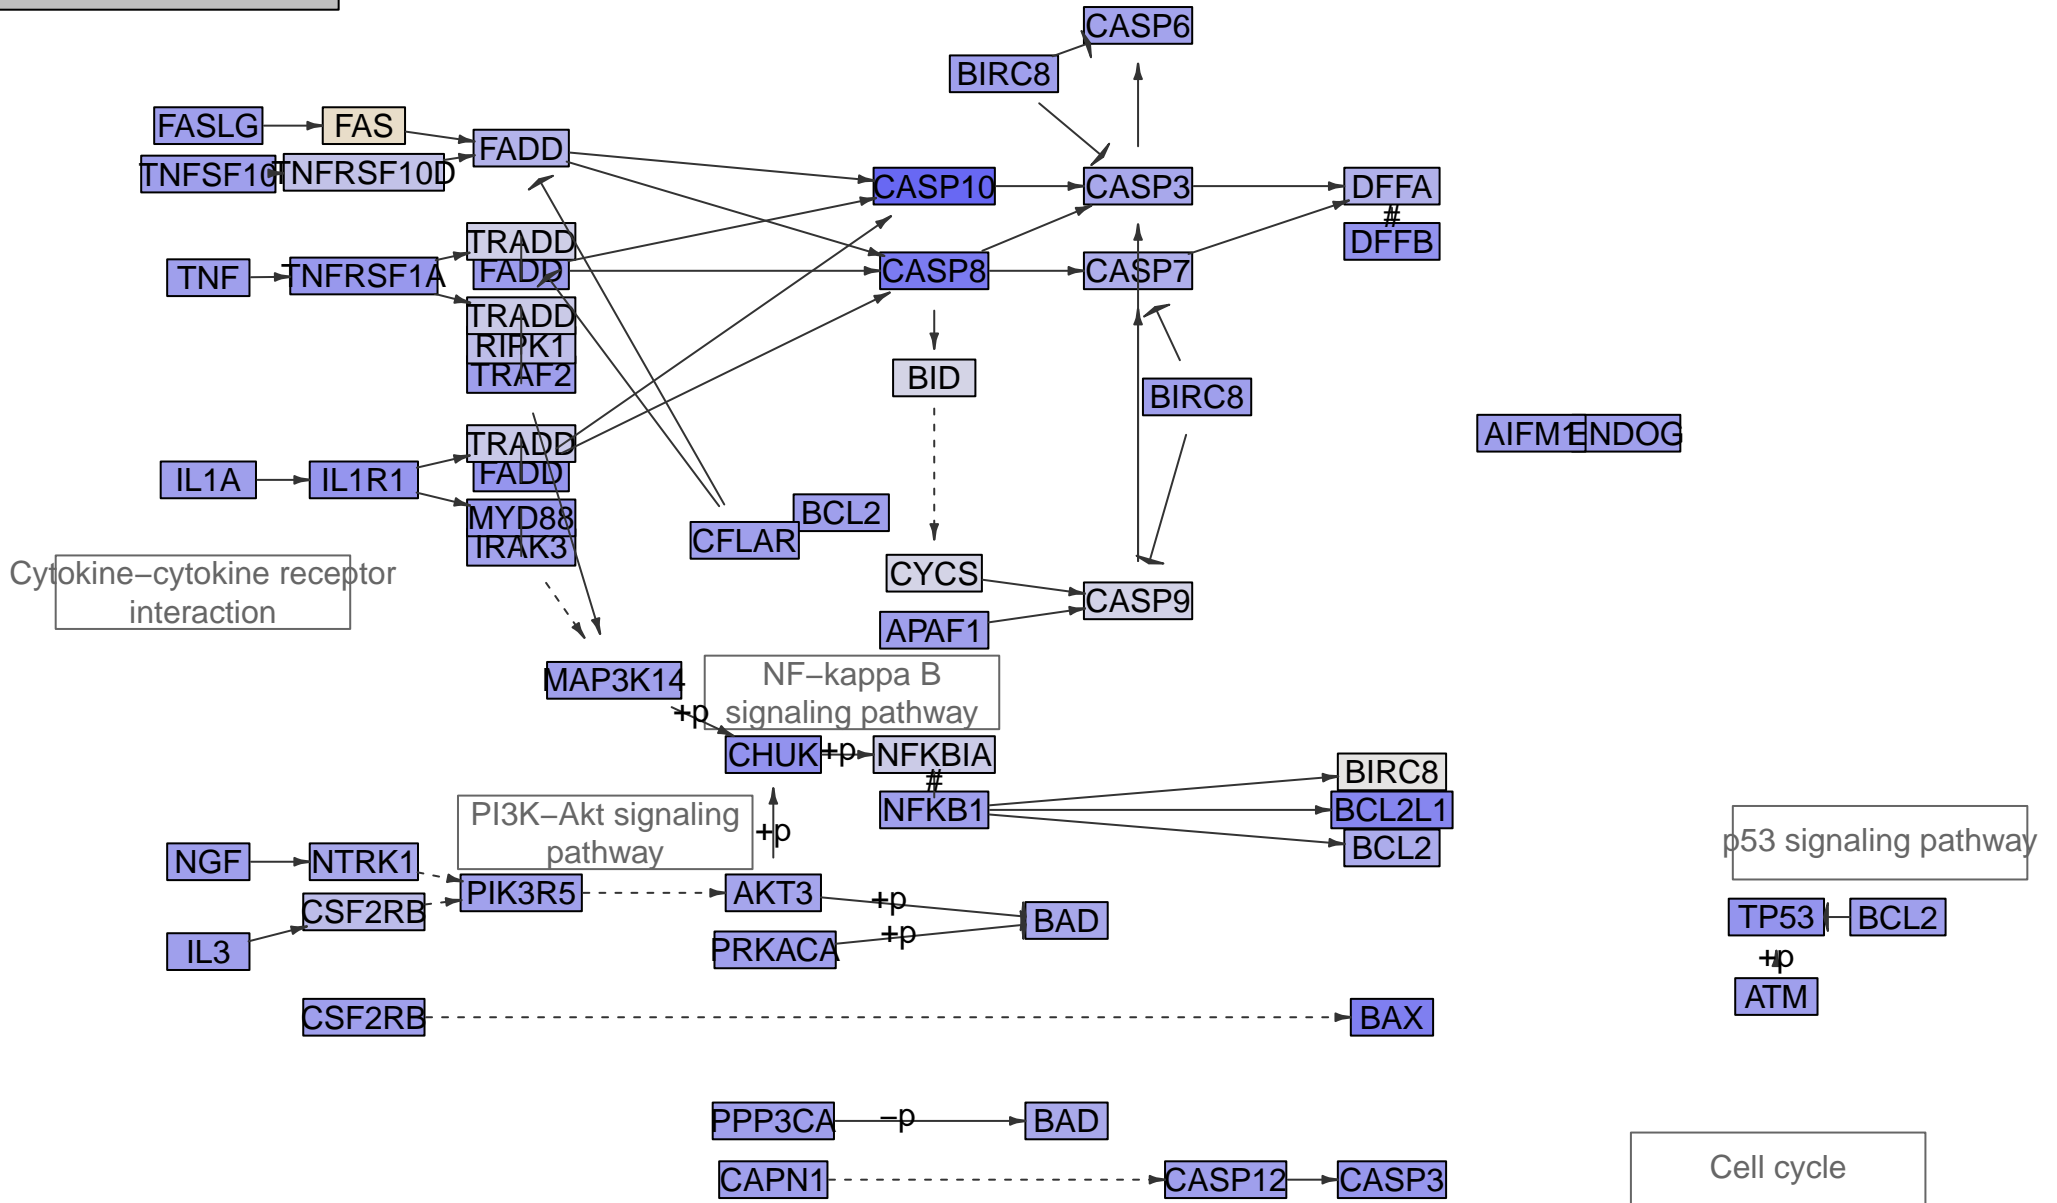 CASP6
BIRC8
FASLG
FAS
FADD
TNFSF10
TNFRSF10D
CASP10
CASP3
DFFA
#
DFFB
TRADD
FADD
TNF
TNFRSF1A
CASP8
CASP7
TRADD
RIPK1
TRAF2
BID
BIRC8
TRADD
FADD
AIFM1
ENDOG
IL1A
IL1R1
MYD88
IRAK3
BCL2
CFLAR
Cytokine–cytokine receptor
interaction
CYCS
CASP9
APAF1
MAP3K14
NF–kappa B
signaling pathway
+p
CHUK
+p
NFKBIA
#
NFKB1
BIRC8
BCL2L1
BCL2
PI3K–Akt signaling
pathway
+p
p53 signaling pathway
NGF
NTRK1
PIK3R5
AKT3
+p
CSF2RB
BAD
TP53
BCL2
IL3
PRKACA
+p
+p
ATM
CSF2RB
BAX
PPP3CA
–p
BAD
CAPN1
CASP12
CASP3
Cell cycle